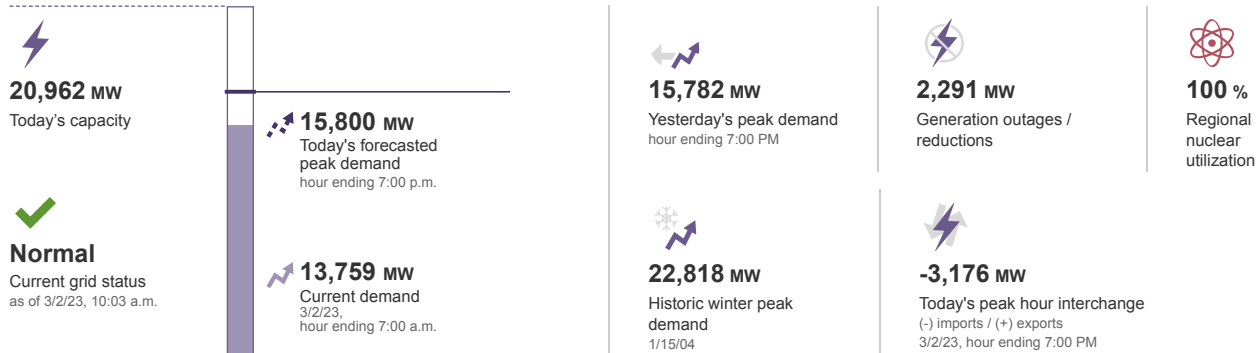 20,962 MW
Today's capacity
Normal
Current grid status
as of 3/2/23, 10:03 a.m.
15,800 MW
Today's forecasted
peak demand
hour ending 7:00 p.m.
13,759 MW
Current demand
3/2/23,
hour ending 7:00 a.m.
15,782 MW
Yesterday's peak demand
hour ending 7:00 PM
2,291 MW
Generation outages /
reductions
100 %
Regional
nuclear
utilization
22,818 MW
Historic winter peak
demand
1/15/04
-3,176 MW
Today's peak hour interchange
(-) imports / (+) exports
3/2/23, hour ending 7:00 PM